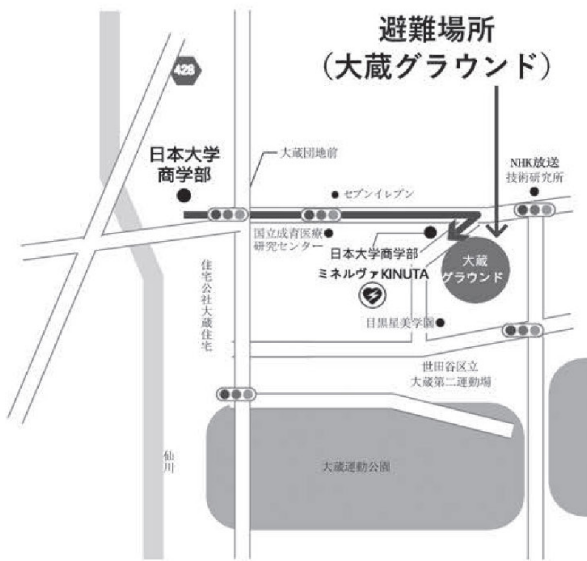 避難場所
（大蔵グラウンド）
428
日本大学
商学部
大蔵団地前
セブンイレブン
NHK放送
技術研究所
国立成育医療
研究センター
日本大学商学部
ミネルヴァKINUTA
大蔵
グラウンド
住宅公社大蔵住宅
目黒星美学園
世田谷区立
大蔵第二運動場
仙川
大蔵運動公園